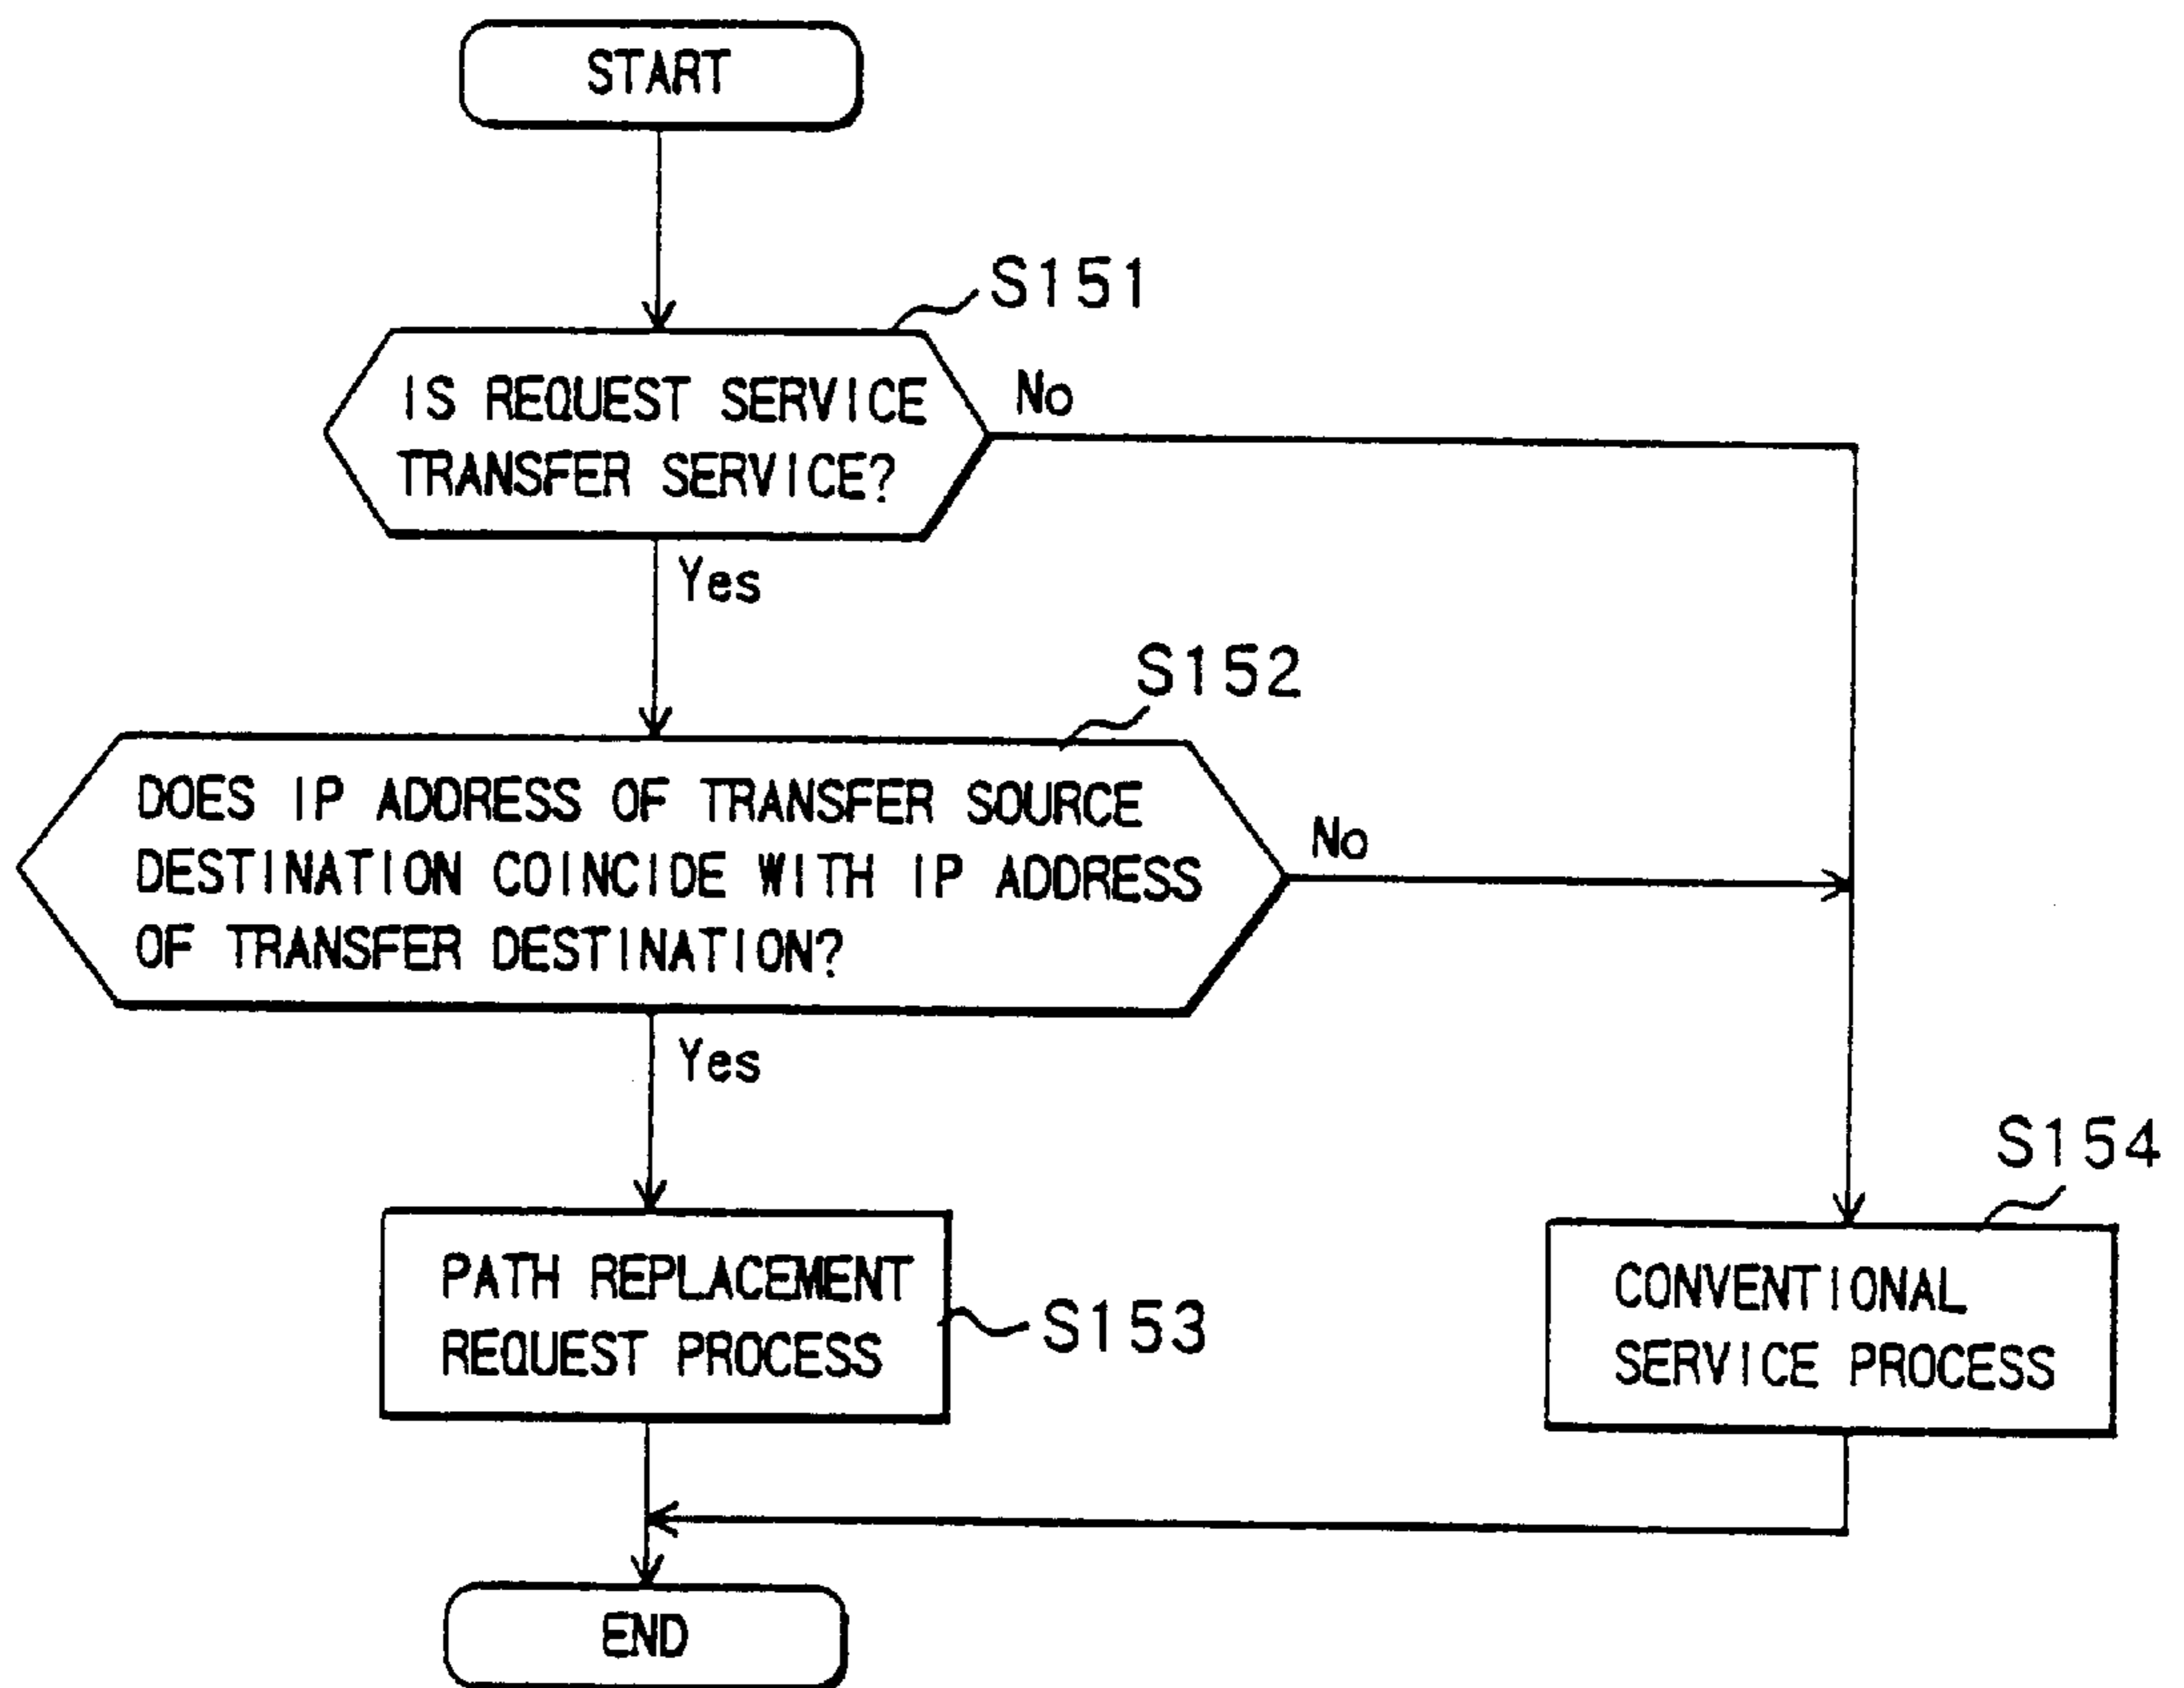 START
S151
IS REQUEST SERVICE
TRANSFER SERVICE?
No
Yes
S152
DOES IP ADDRESS OF TRANSFER SOURCE
DESTINATION COINCIDE WITH IP ADDRESS
OF TRANSFER DESTINATION?
No
Yes
PATH REPLACEMENT
REQUEST PROCESS
S153
S154
CONVENTIONAL
SERVICE PROCESS
END